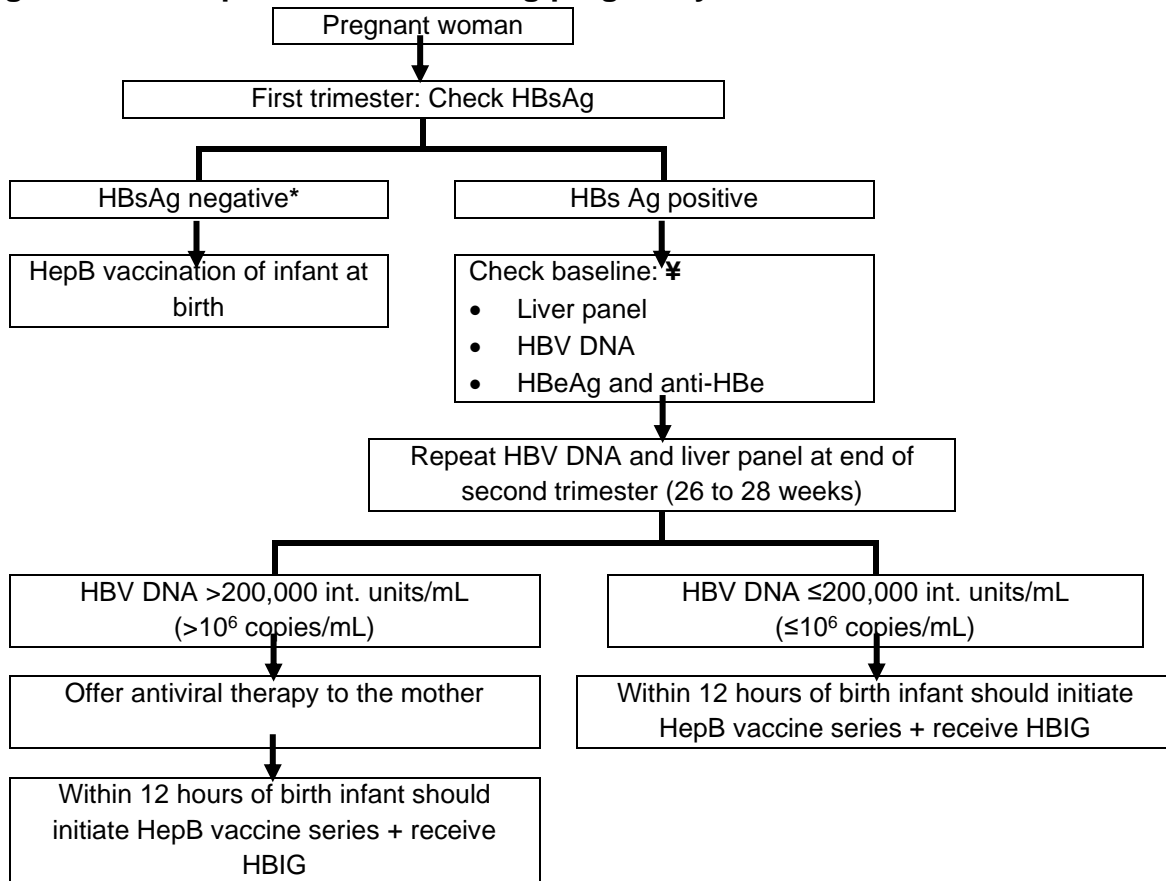 Pregnant woman
First trimester: Check HBsAg
HBsAg negative*
HBs Ag positive
HepB vaccination of infant at
birth
Check baseline: ¥
• Liver panel
• HBV DNA
• HBeAg and anti-HBe
Repeat HBV DNA and liver panel at end of
second trimester (26 to 28 weeks)
HBV DNA >200,000 int. units/mL
(>10⁶ copies/mL)
HBV DNA ≤200,000 int. units/mL
(≤10⁶ copies/mL)
Offer antiviral therapy to the mother
Within 12 hours of birth infant should initiate
HepB vaccine series + receive HBIG
Within 12 hours of birth infant should
initiate HepB vaccine series + receive
HBIG